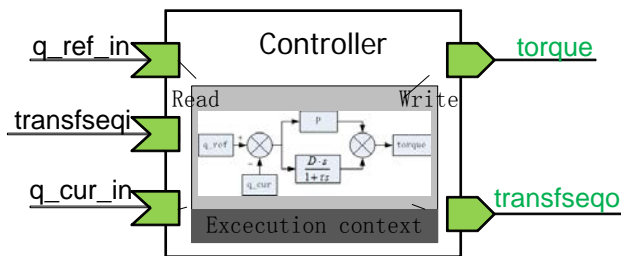 q_ref_in
Controller
torque
Read
Write
transfseqi
q_ref
+
P
torque
-
D·s
1+τs
q_cur
q_cur_in
transfseqo
Excecution context